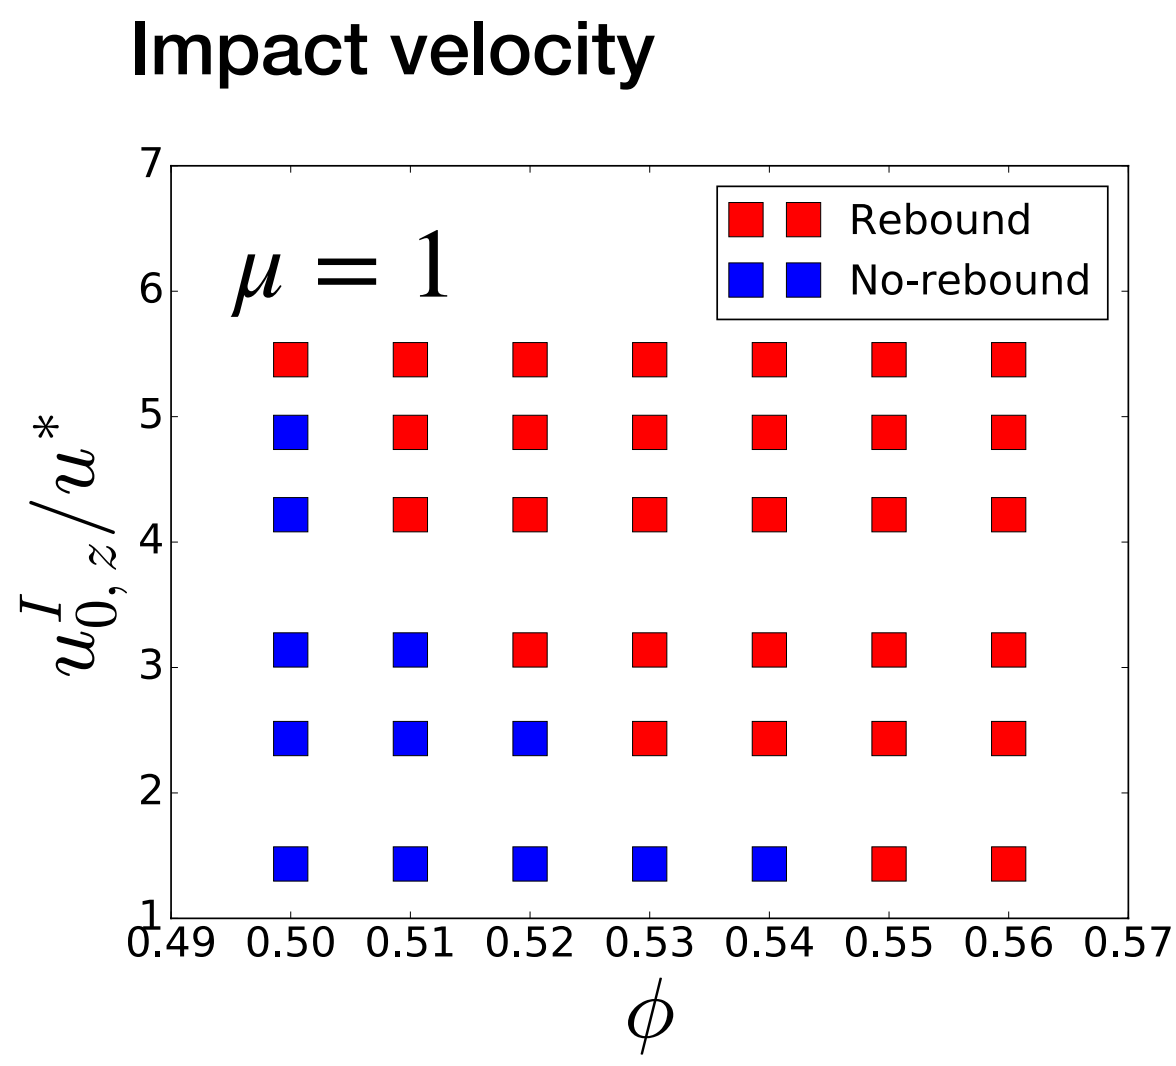 Impact velocity
μ = 1
Rebound
No-rebound
7
6
5
4
3
2
1
u^I_{0, z}/u^*
0.49 0.50 0.51 0.52 0.53 0.54 0.55 0.56 0.57
ϕ